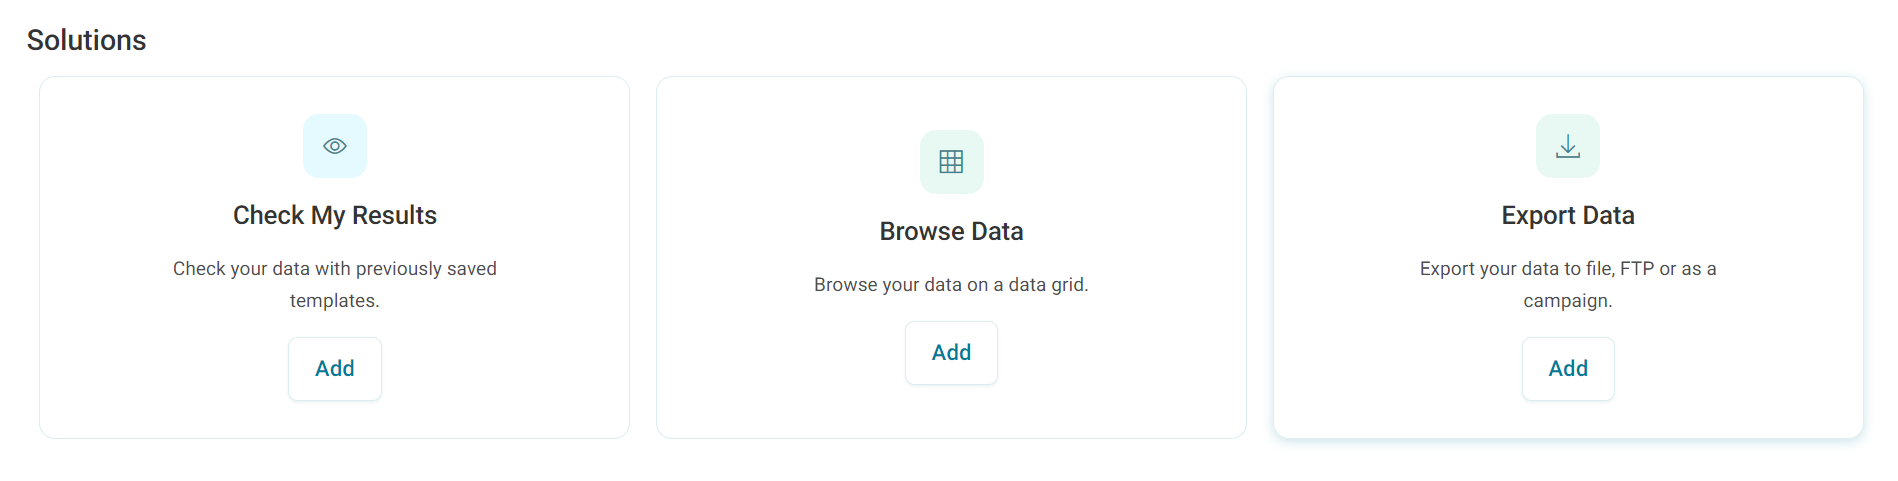 Solutions
Check My Results
Check your data with previously saved
templates.
Add
Browse Data
Browse your data on a data grid.
Add
Export Data
Export your data to file, FTP or as a
campaign.
Add